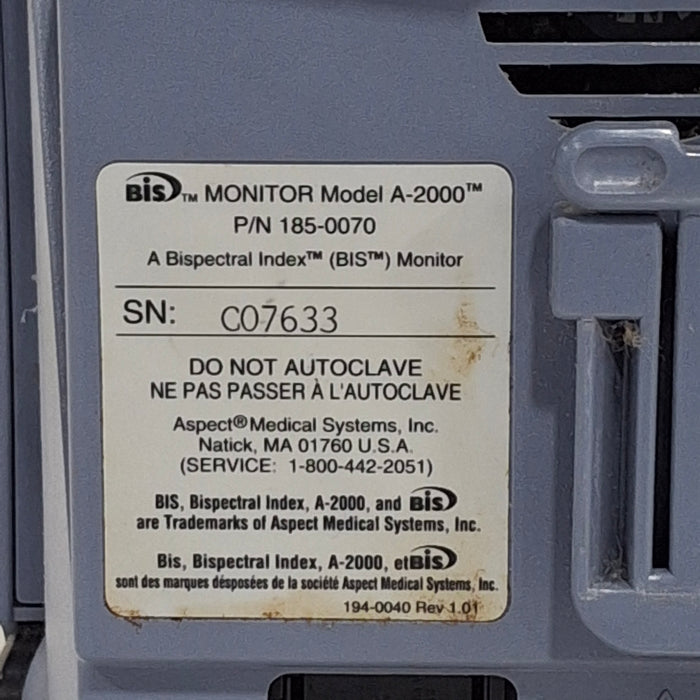 BIS™ MONITOR Model A-2000™
P/N 185-0070
A Bispectral Index™ (BIS™) Monitor
SN: C07633
DO NOT AUTOCLAVE
NE PAS PASSER À L'AUTOCLAVE
Aspect® Medical Systems, Inc.
Natick, MA 01760 U.S.A.
(SERVICE: 1-800-442-2051)
BIS, Bispectral Index, A-2000, and BIS
are Trademarks of Aspect Medical Systems, Inc.
Bis, Bispectral Index, A-2000, et BIS
sont des marques désposées de la société Aspect Medical Systems, Inc.
194-0040 Rev 1.01